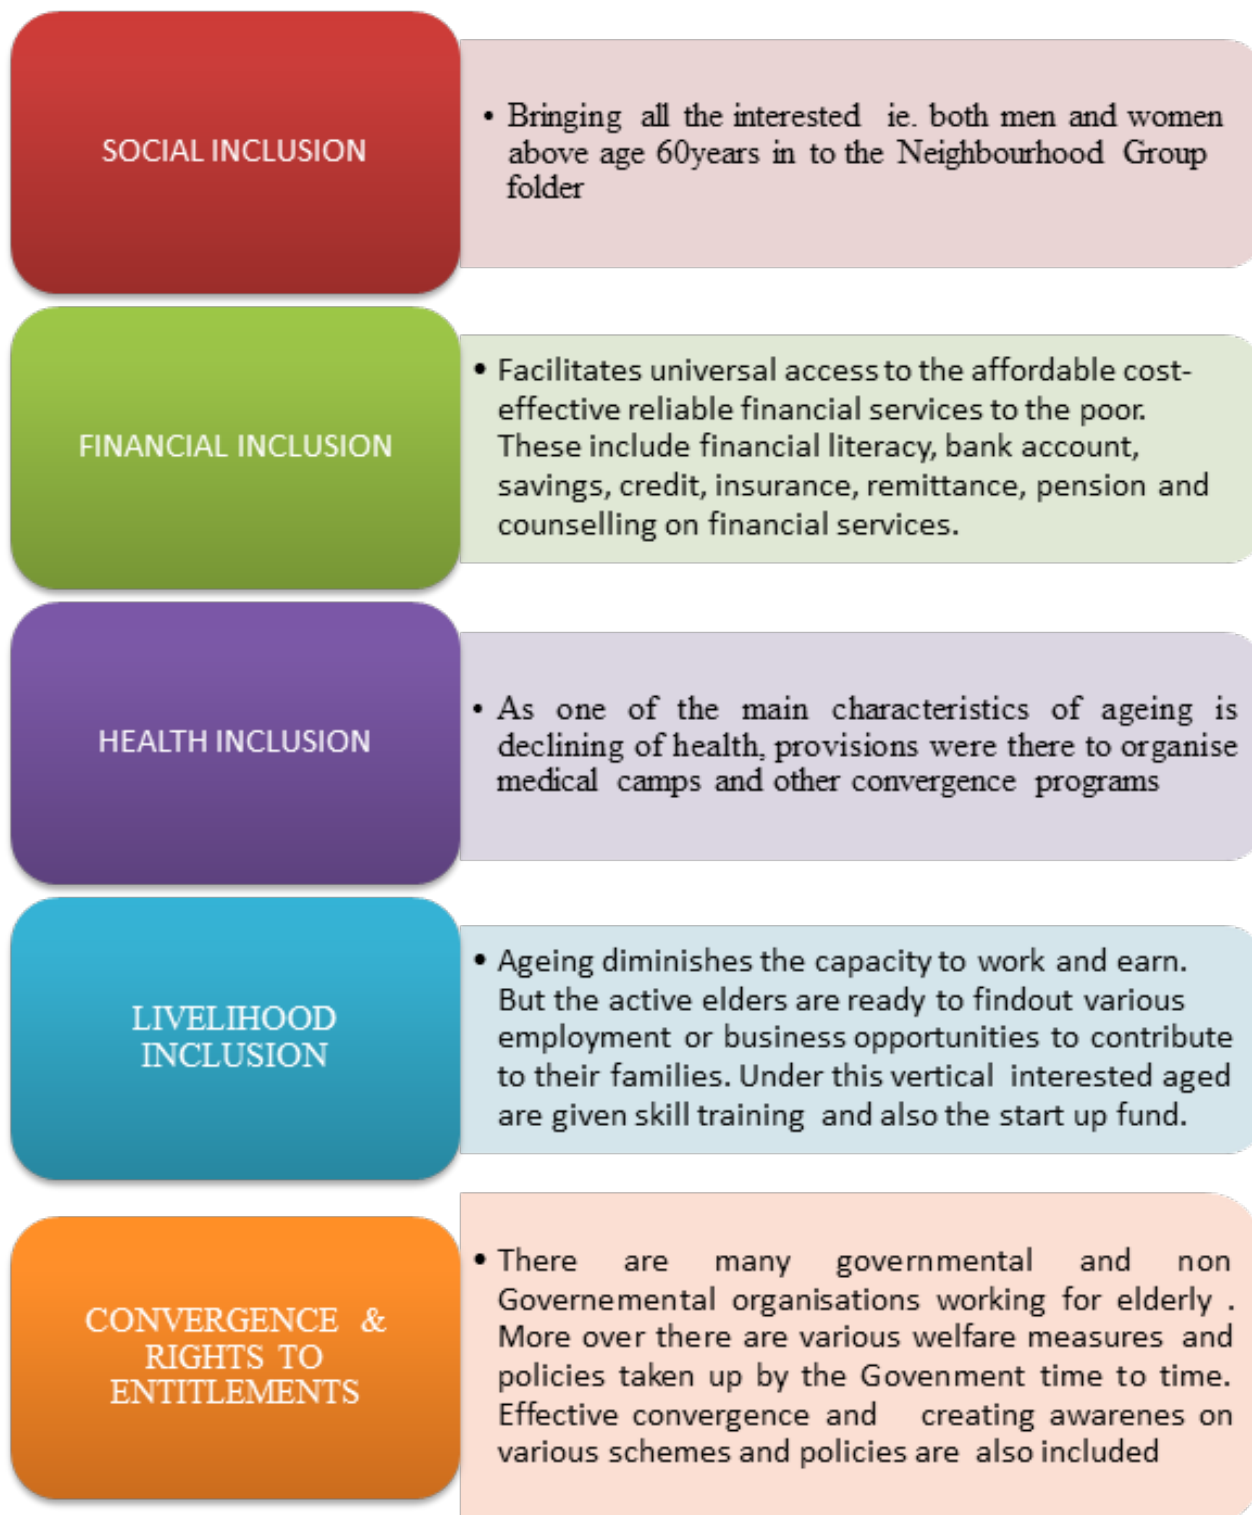 SOCIAL INCLUSION
• Bringing all the interested ie. both men and women
above age 60years in to the Neighbourhood Group
folder
FINANCIAL INCLUSION
• Facilitates universal access to the affordable cost-
effective reliable financial services to the poor.
These include financial literacy, bank account,
savings, credit, insurance, remittance, pension and
counselling on financial services.
HEALTH INCLUSION
• As one of the main characteristics of ageing is
declining of health, provisions were there to organise
medical camps and other convergence programs
LIVELIHOOD
INCLUSION
• Ageing diminishes the capacity to work and earn.
But the active elders are ready to findout various
employment or business opportunities to contribute
to their families. Under this vertical interested aged
are given skill training and also the start up fund.
CONVERGENCE &
RIGHTS TO
ENTITLEMENTS
• There are many governmental and non
Governemental organisations working for elderly .
More over there are various welfare measures and
policies taken up by the Govenment time to time.
Effective convergence and creating awarenes on
various schemes and policies are also included